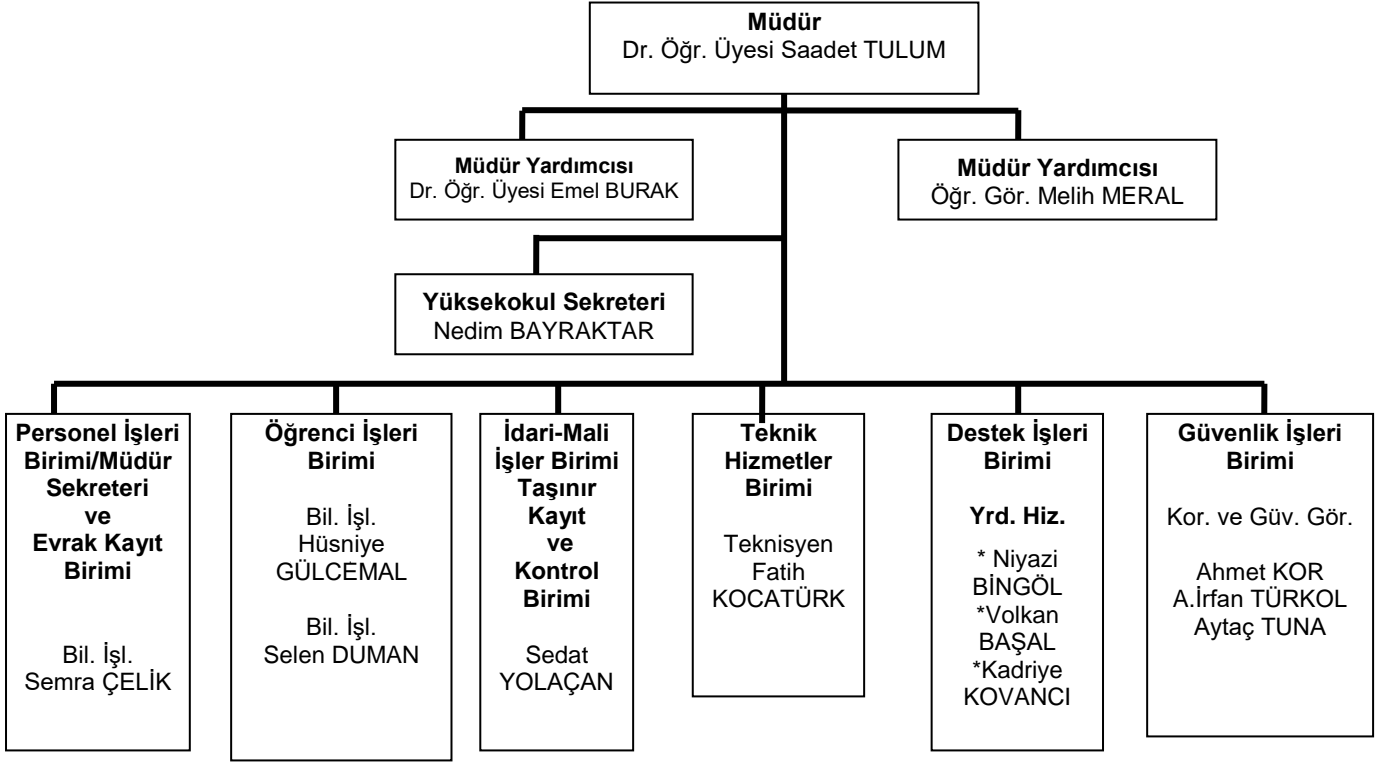 Müdür
Dr. Öğr. Üyesi Saadet TULUM
Müdür Yardımcısı
Dr. Öğr. Üyesi Emel BURAK
Müdür Yardımcısı
Öğr. Gör. Melih MERAL
Yüksekokul Sekreteri
Nedim BAYRAKTAR
Personel İşleri
Birimi/Müdür
Sekreteri
ve
Evrak Kayıt
Birimi
Bil. İşl.
Semra ÇELİK
Öğrenci İşleri
Birimi
Bil. İşl.
Hüsniye
GÜLCEMAL
Bil. İşl.
Selen DUMAN
İdari-Mali
İşler Birimi
Taşınır
Kayıt
ve
Kontrol
Birimi
Sedat
YOLAÇAN
Teknik
Hizmetler
Birimi
Teknisyen
Fatih
KOCATÜRK
Destek İşleri
Birimi
Yrd. Hiz.
* Niyazi
BİNGÖL
*Volkan
BAŞAL
*Kadriye
KOVANCI
Güvenlik İşleri
Birimi
Kor. ve Güv. Gör.
Ahmet KOR
A.İrfan TÜRKOL
Aytaç TUNA